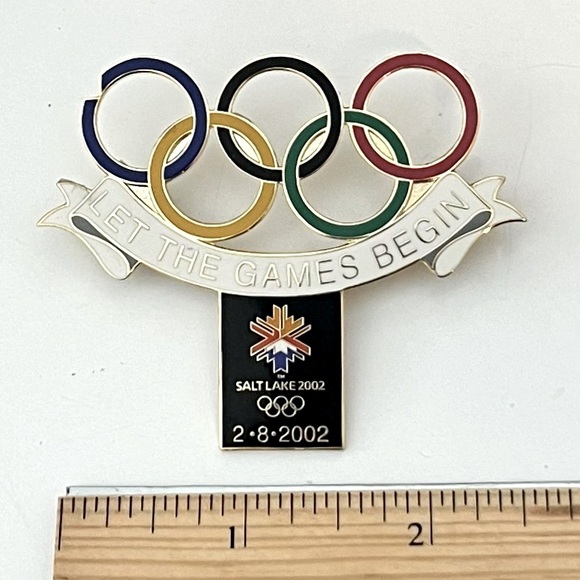 LET THE GAMES BEGIN
TM
SALT LAKE 2002
2·8·2002
1 2